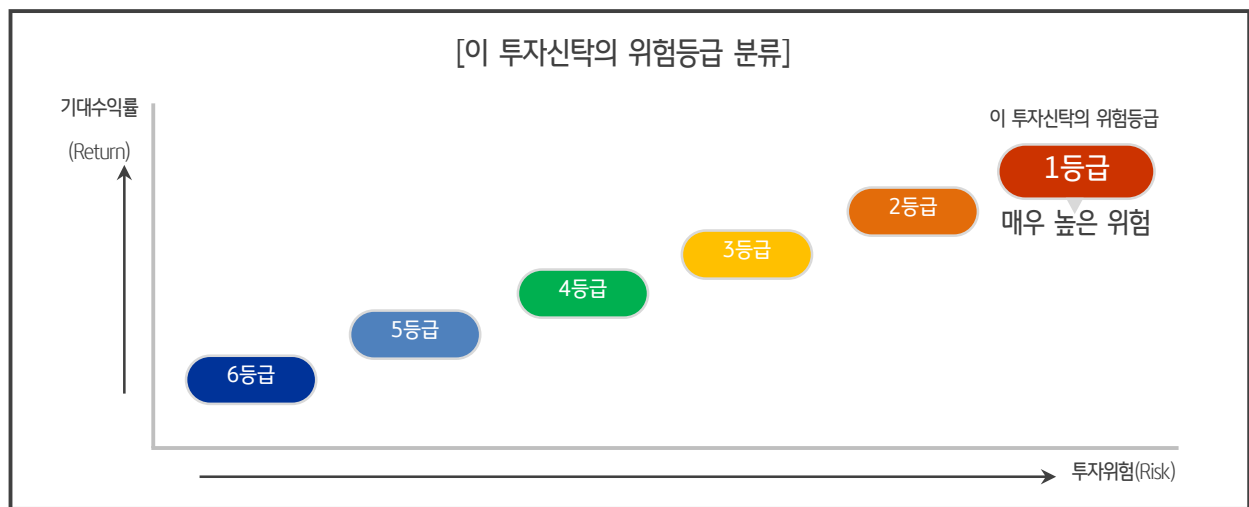 [이 투자신탁의 위험등급 분류]
기대수익률
(Return)
이 투자신탁의 위험등급
1등급
매우 높은 위험
2등급
3등급
4등급
5등급
6등급
투자위험(Risk)